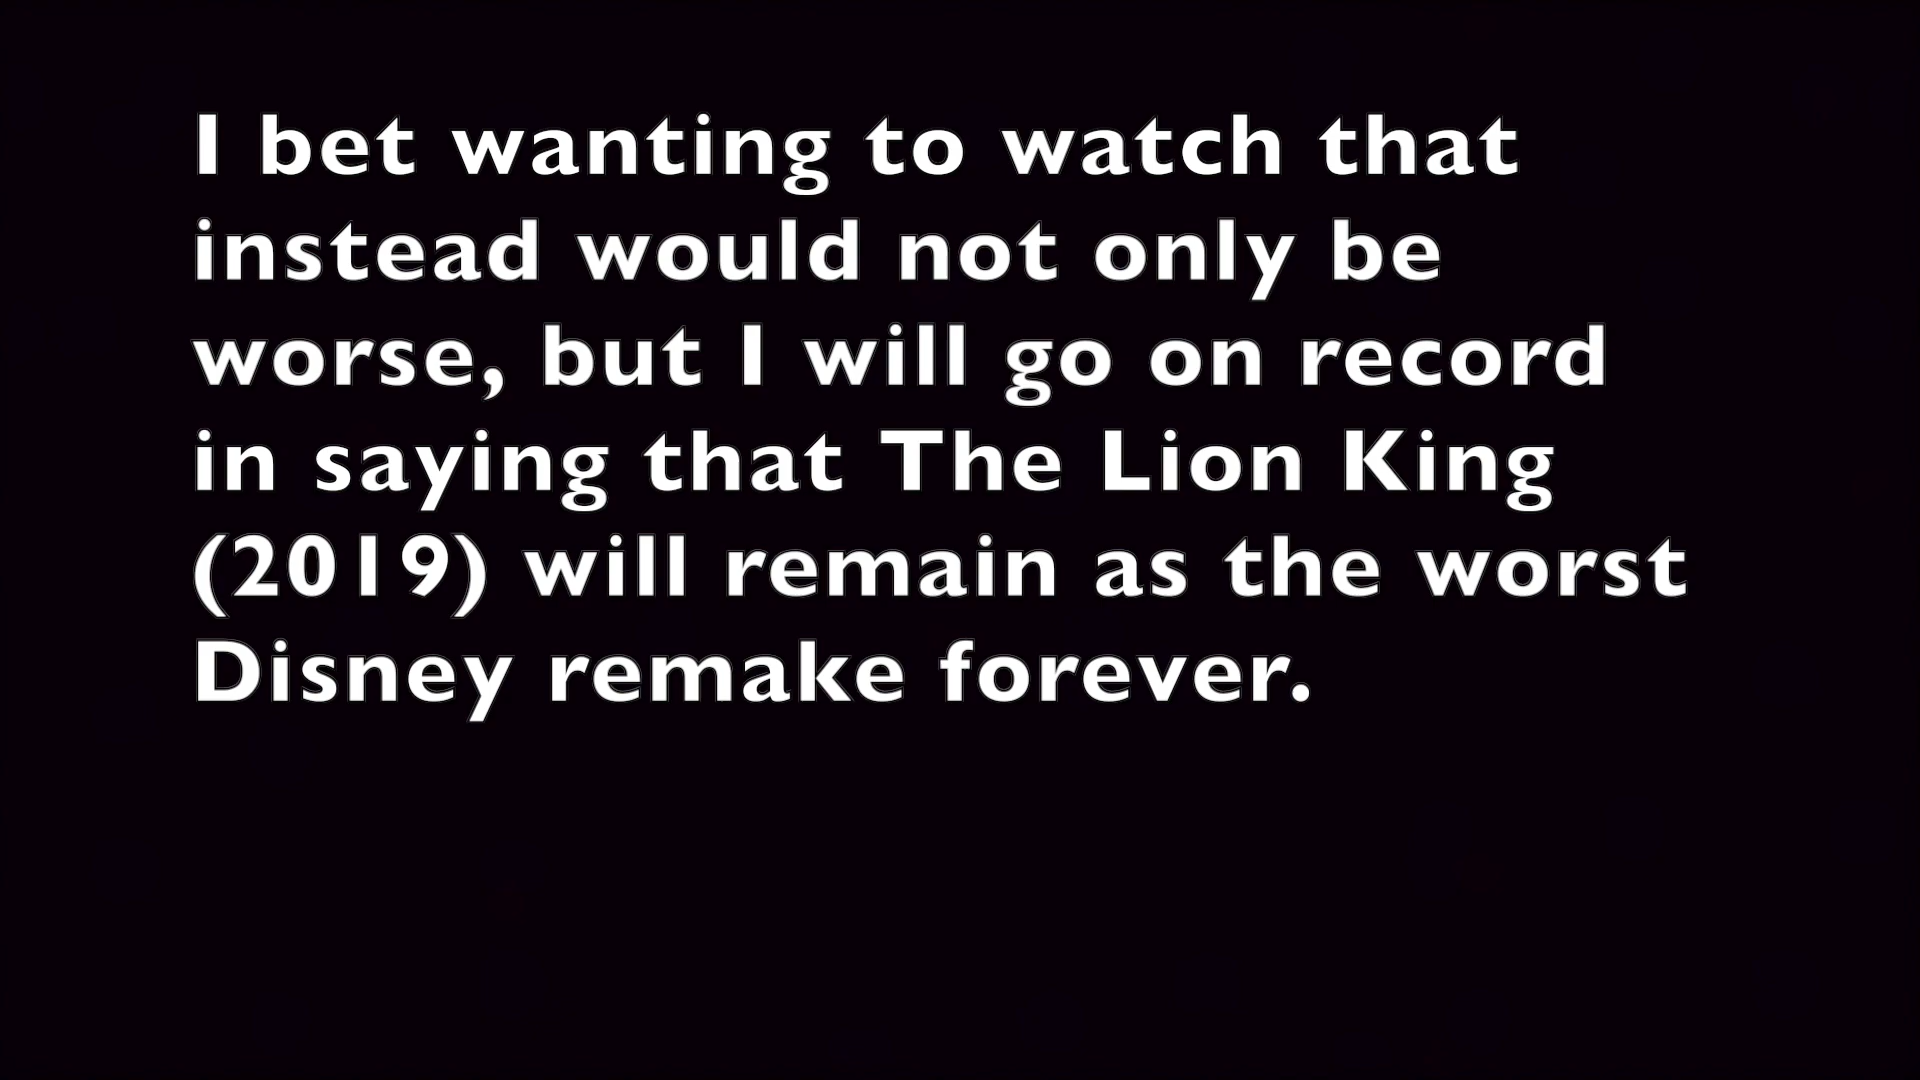 I bet wanting to watch that
instead would not only be
worse, but I will go on record
in saying that The Lion King
(2019) will remain as the worst
Disney remake forever.